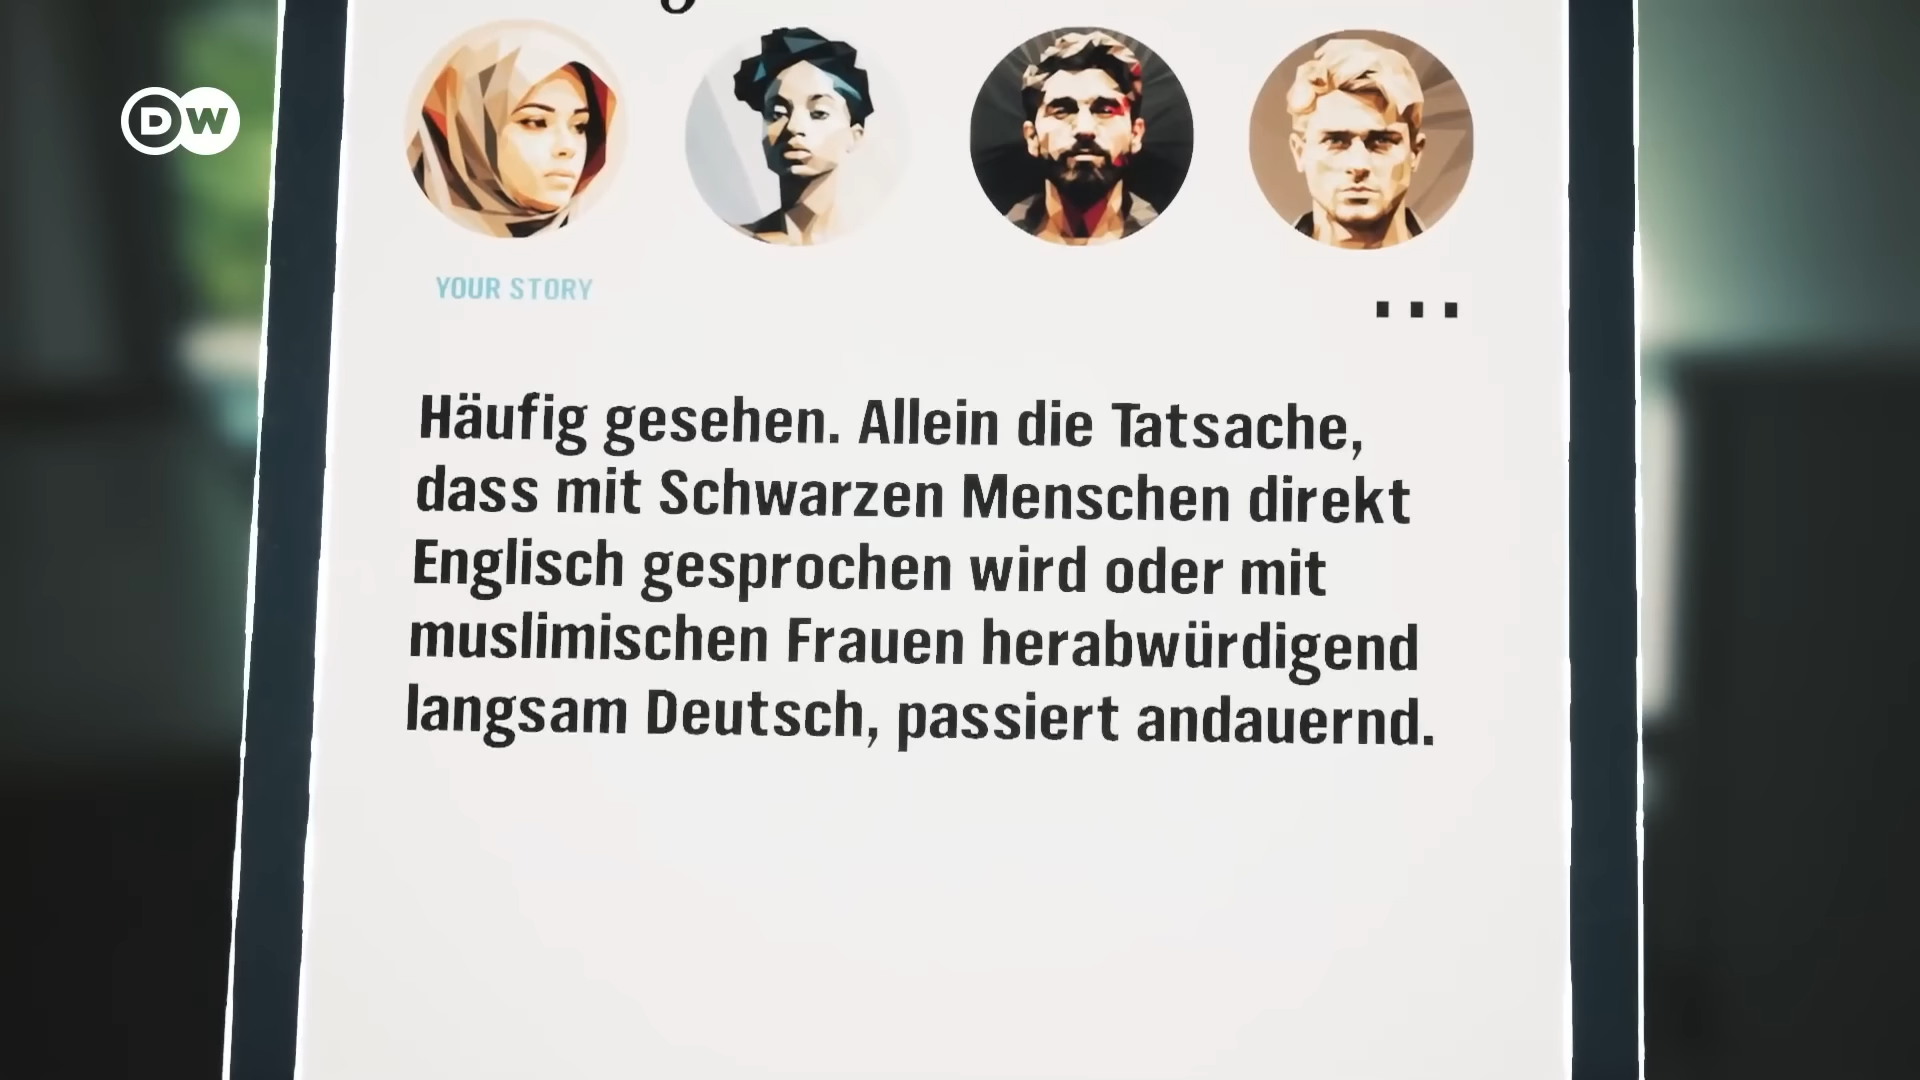 DW
YOUR STORY
...
Häufig gesehen. Allein die Tatsache,
dass mit Schwarzen Menschen direkt
Englisch gesprochen wird oder mit
muslimischen Frauen herabwürdigend
langsam Deutsch, passiert andauernd.